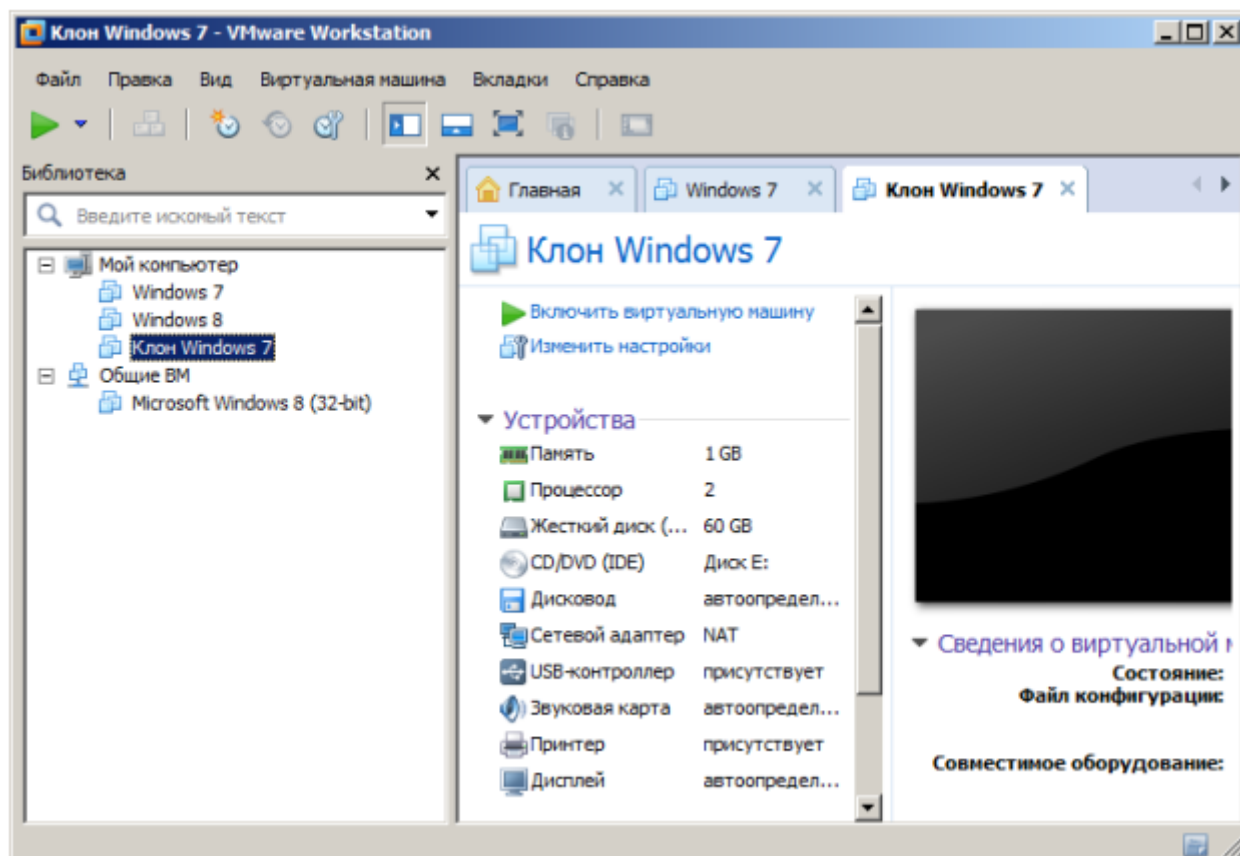 Клон Windows 7 - VMware Workstation
Файл Правка Вид Виртуальная машина Вкладки Справка
Библиотека
Введите искомый текст
Мой компьютер
Windows 7
Windows 8
Клон Windows 7
Общие ВМ
Microsoft Windows 8 (32-bit)
Главная Windows 7 Клон Windows 7
Клон Windows 7
Включить виртуальную машину
Изменить настройки
Устройства
Память 1 GB
Процессор 2
Жесткий диск (... 60 GB
CD/DVD (IDE) Диск E:
Дисковод автоопредел...
Сетевой адаптер NAT
USB-контроллер присутствует
Звуковая карта автоопредел...
Принтер присутствует
Дисплей автоопредел...
Сведения о виртуальной
Состояние:
Файл конфигурации:
Совместимое оборудование: